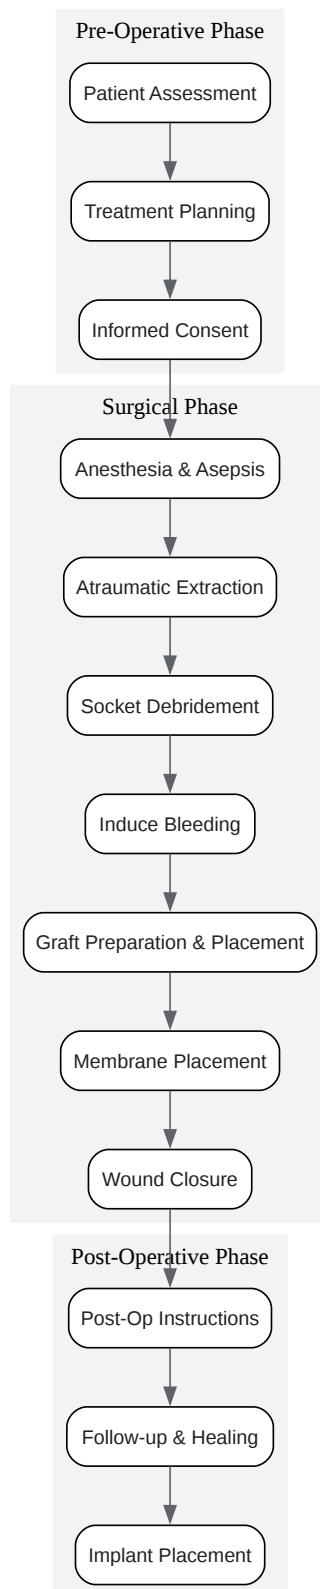 Pre-Operative Phase
Patient Assessment
Treatment Planning
Informed Consent
Surgical Phase
Anesthesia & Asepsis
Atraumatic Extraction
Socket Debridement
Induce Bleeding
Graft Preparation & Placement
Membrane Placement
Wound Closure
Post-Operative Phase
Post-Op Instructions
Follow-up & Healing
Implant Placement